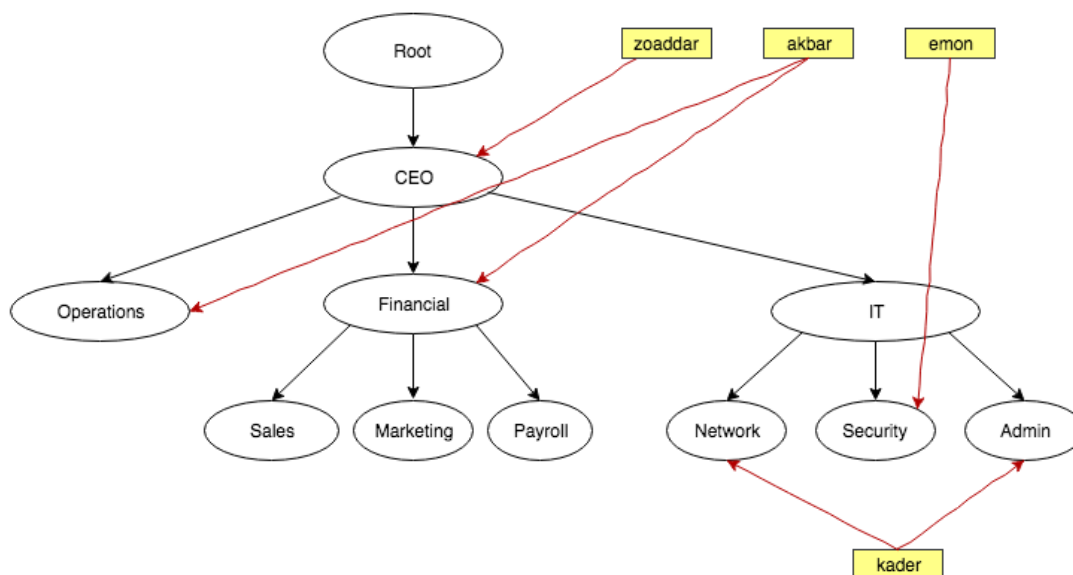 Root
zoaddar
akbar
emon
CEO
Operations
Financial
IT
Sales
Marketing
Payroll
Network
Security
Admin
kader